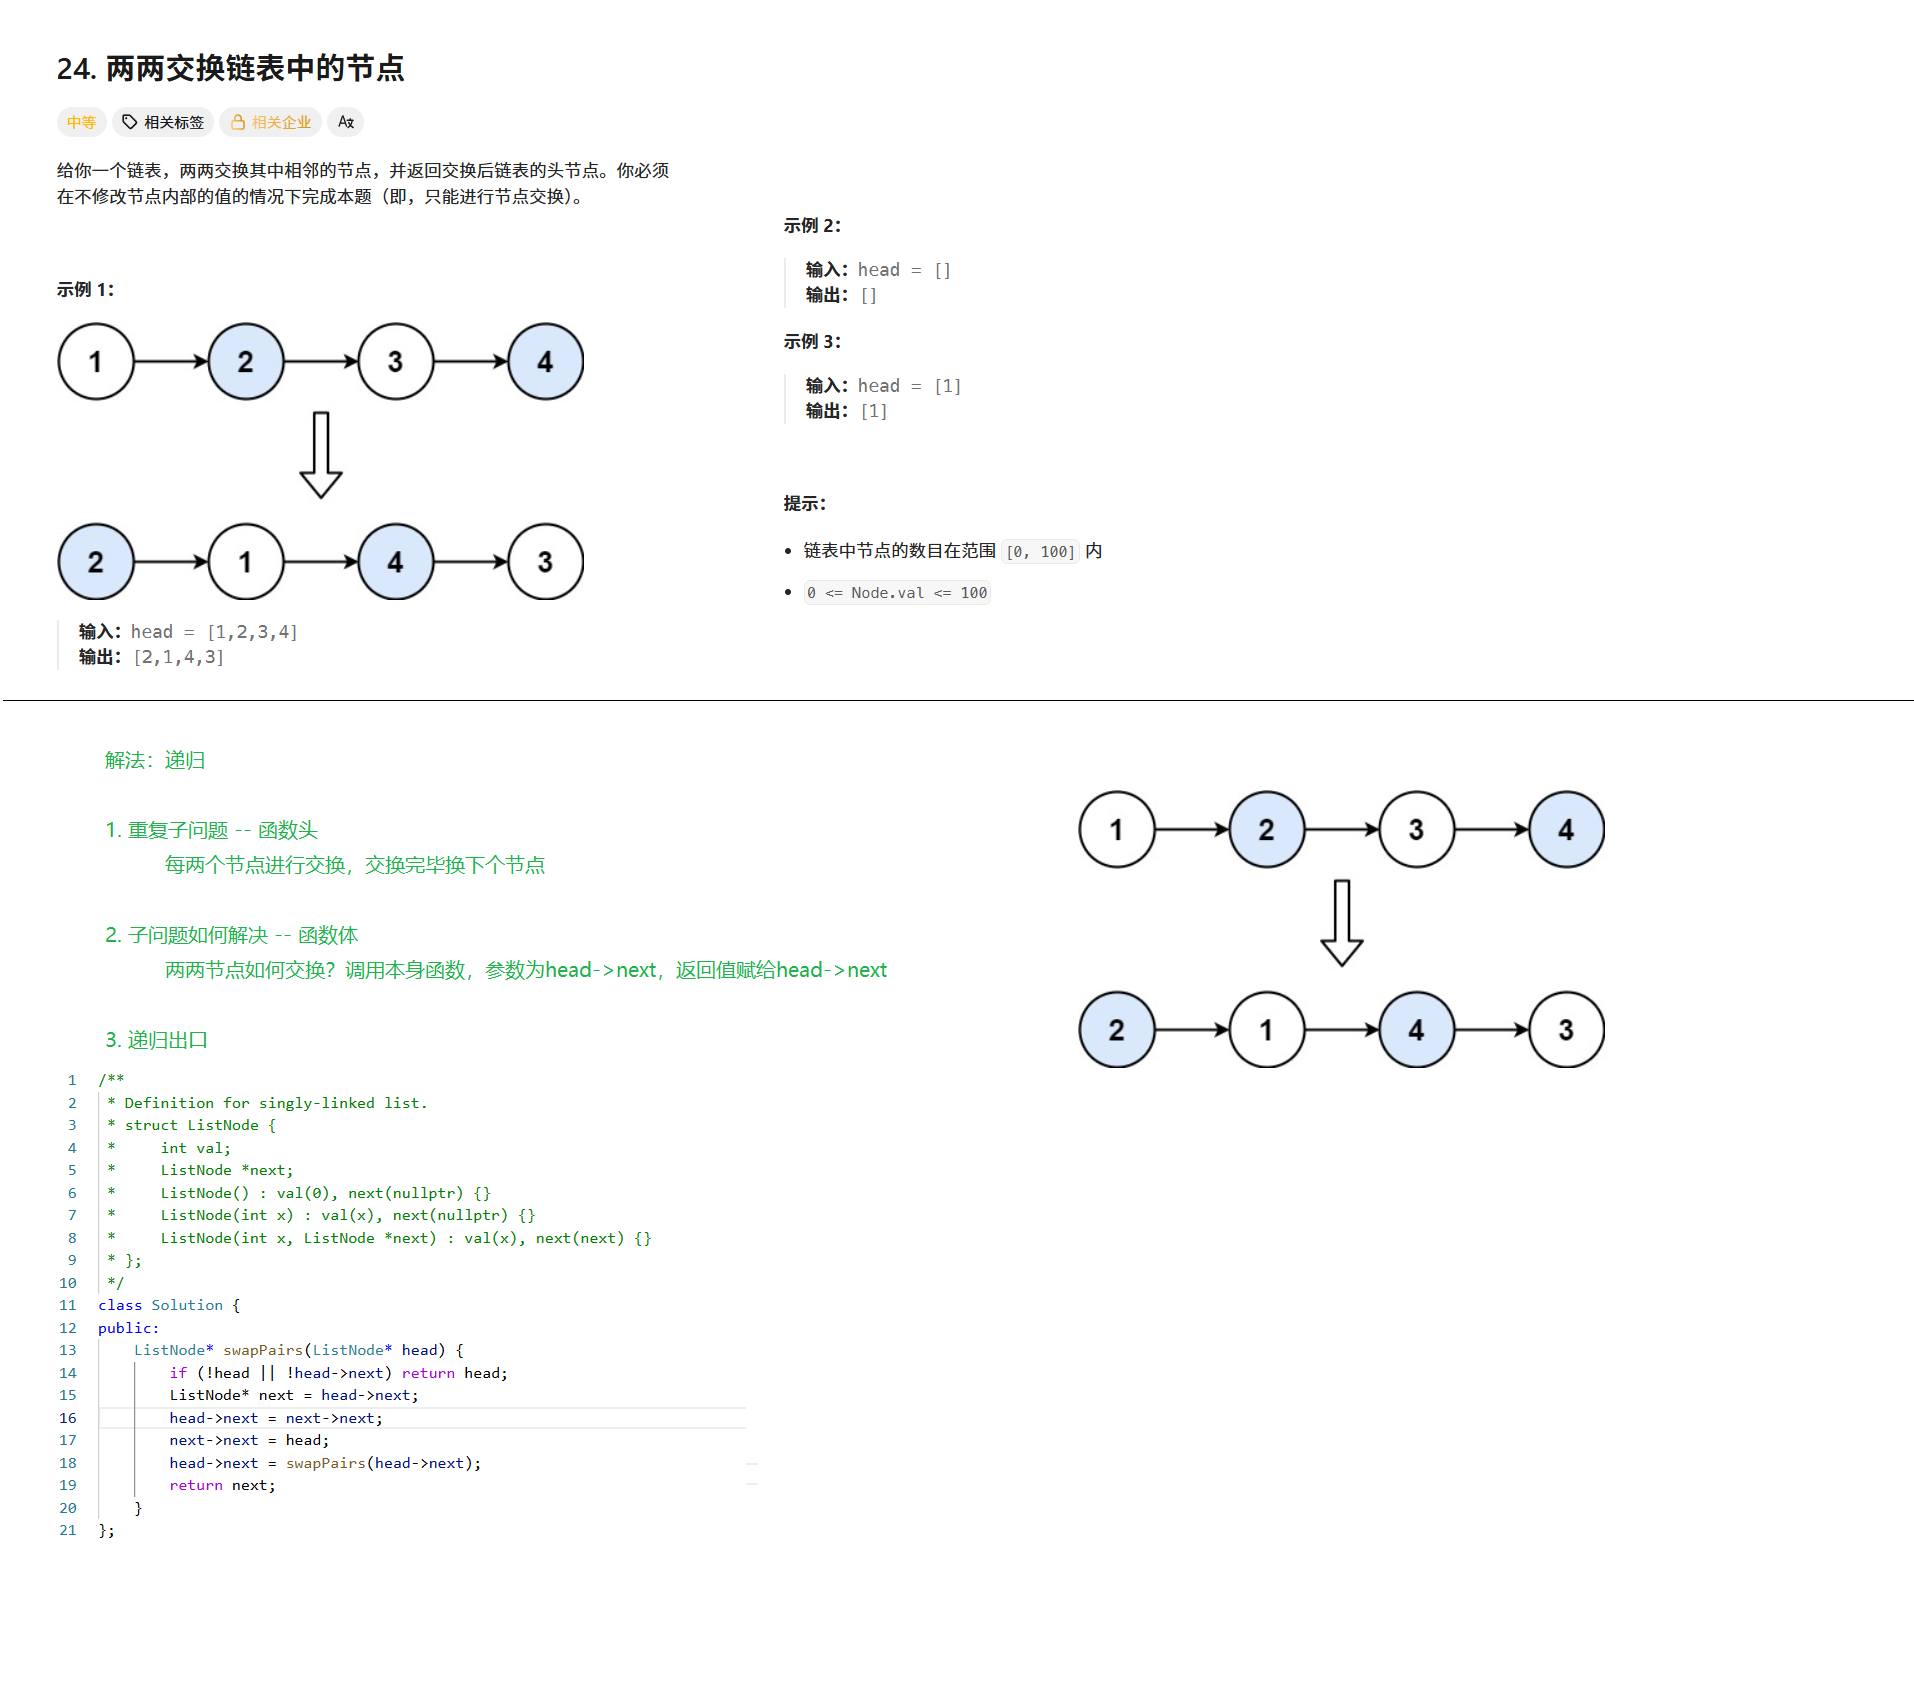 24. 两两交换链表中的节点
中等 相关标签 相关企业
给你一个链表，两两交换其中相邻的节点，并返回交换后链表的头节点。你必须
在不修改节点内部的值的情况下完成本题（即，只能进行节点交换）。
示例 1：
1 2 3 4
2 1 4 3
输入：head = [1,2,3,4]
输出：[2,1,4,3]
示例 2：
输入：head = []
输出：[]
示例 3：
输入：head = [1]
输出：[1]
提示：
• 链表中节点的数目在范围 [0, 100] 内
• 0 <= Node.val <= 100
解法：递归
1. 重复子问题 -- 函数头
每两个节点进行交换，交换完毕换下个节点
2. 子问题如何解决 -- 函数体
两两节点如何交换？调用本身函数，参数为head->next，返回值赋给head->next
3. 递归出口
1 2 3 4
2 1 4 3
1 /**
2  * Definition for singly-linked list.
3  * struct ListNode {
4  *     int val;
5  *     ListNode *next;
6  *     ListNode() : val(0), next(nullptr) {}
7  *     ListNode(int x) : val(x), next(nullptr) {}
8  *     ListNode(int x, ListNode *next) : val(x), next(next) {}
9  * };
10  */
11 class Solution {
12 public:
13     ListNode* swapPairs(ListNode* head) {
14         if (!head || !head->next) return head;
15         ListNode* next = head->next;
16         head->next = next->next;
17         next->next = head;
18         head->next = swapPairs(head->next);
19         return next;
20     }
21 };